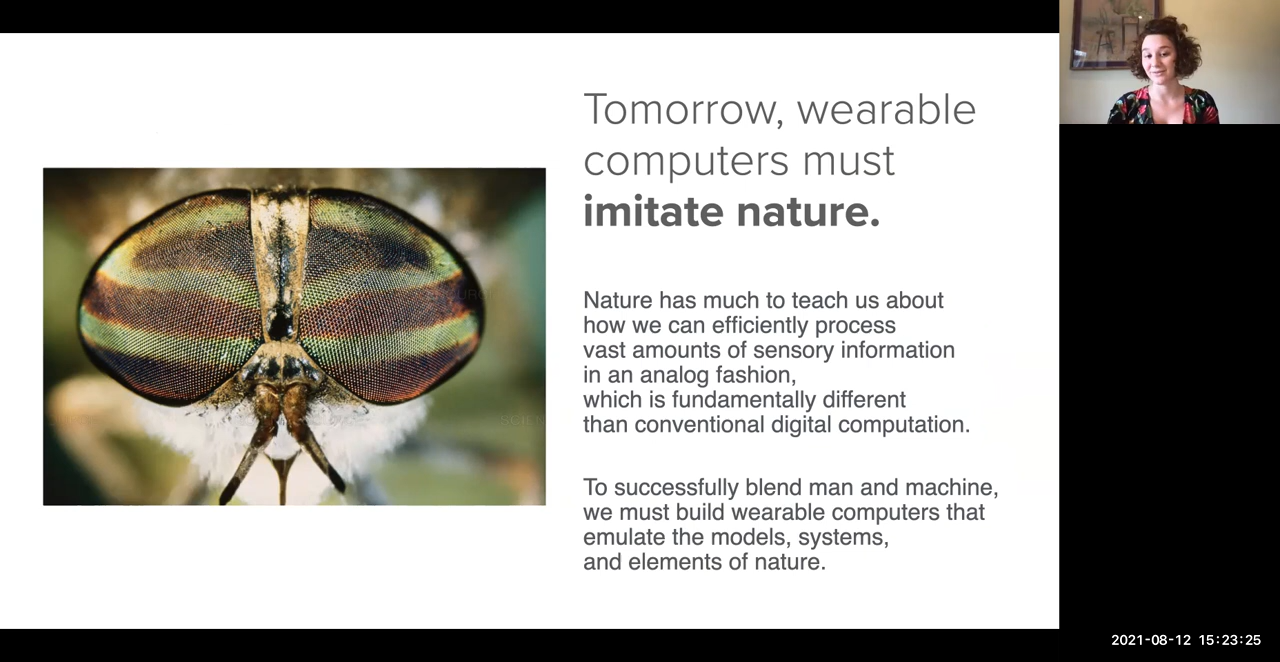 Tomorrow, wearable
computers must
imitate nature.
Nature has much to teach us about
how we can efficiently process
vast amounts of sensory information
in an analog fashion,
which is fundamentally different
than conventional digital computation.
To successfully blend man and machine,
we must build wearable computers that
emulate the models, systems,
and elements of nature.
2021-08-12 15:23:25